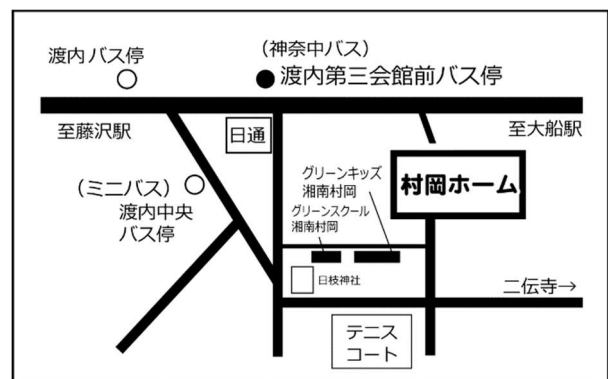 （神奈中バス）
渡内 バス停
渡内第三会館前バス停
至藤沢駅
日通
至大船駅
グリーンキッズ
湘南村岡
村岡ホーム
（ミニバス）
渡内中央
バス停
グリーンスクール
湘南村岡
日枝神社
二伝寺→
テニス
コート